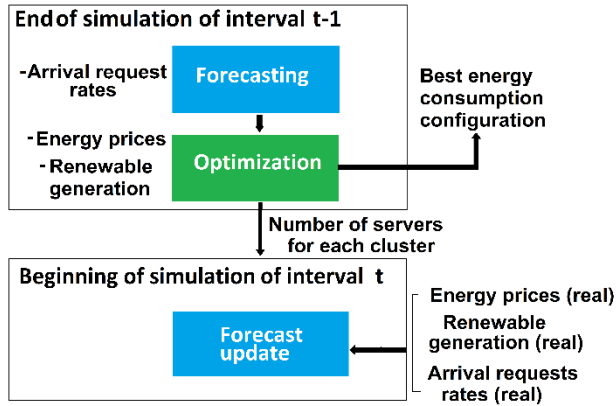 End of simulation of interval t-1
-Arrival request
rates
Forecasting
-Energy prices
-Renewable
generation
Optimization
Best energy
consumption
configuration
Number of servers
for each cluster
Beginning of simulation of interval t
Forecast
update
Energy prices (real)
Renewable
generation (real)
Arrival requests
rates (real)